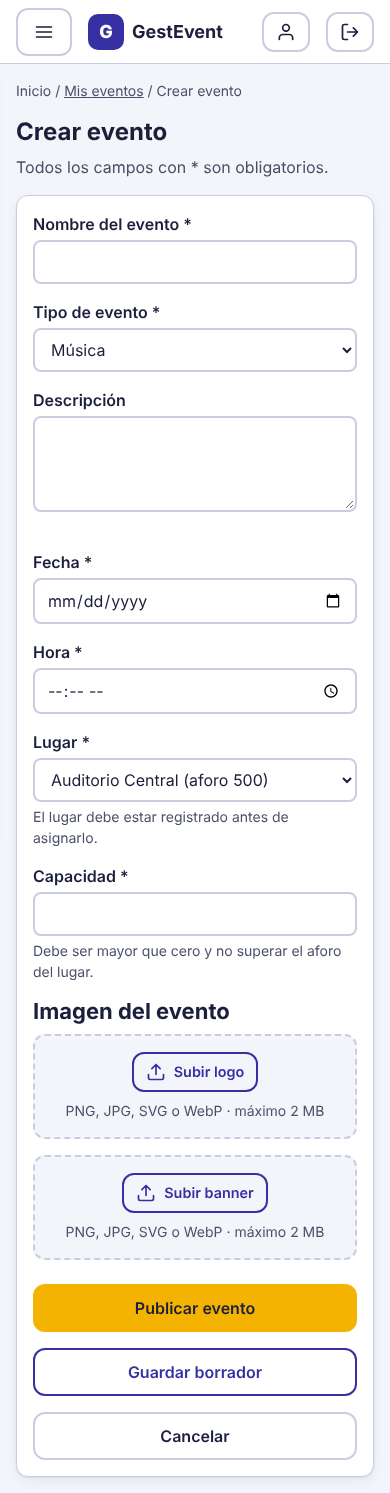 G GestEvent
Inicio / Mis eventos / Crear evento
Crear evento
Todos los campos con * son obligatorios.
Nombre del evento *
Tipo de evento *
Música
Descripción
Fecha *
mm/dd/yyyy
Hora *
--:-- --
Lugar *
Auditorio Central (aforo 500)
El lugar debe estar registrado antes de
asignarlo.
Capacidad *
Debe ser mayor que cero y no superar el aforo
del lugar.
Imagen del evento
Subir logo
PNG, JPG, SVG o WebP · máximo 2 MB
Subir banner
PNG, JPG, SVG o WebP · máximo 2 MB
Publicar evento
Guardar borrador
Cancelar